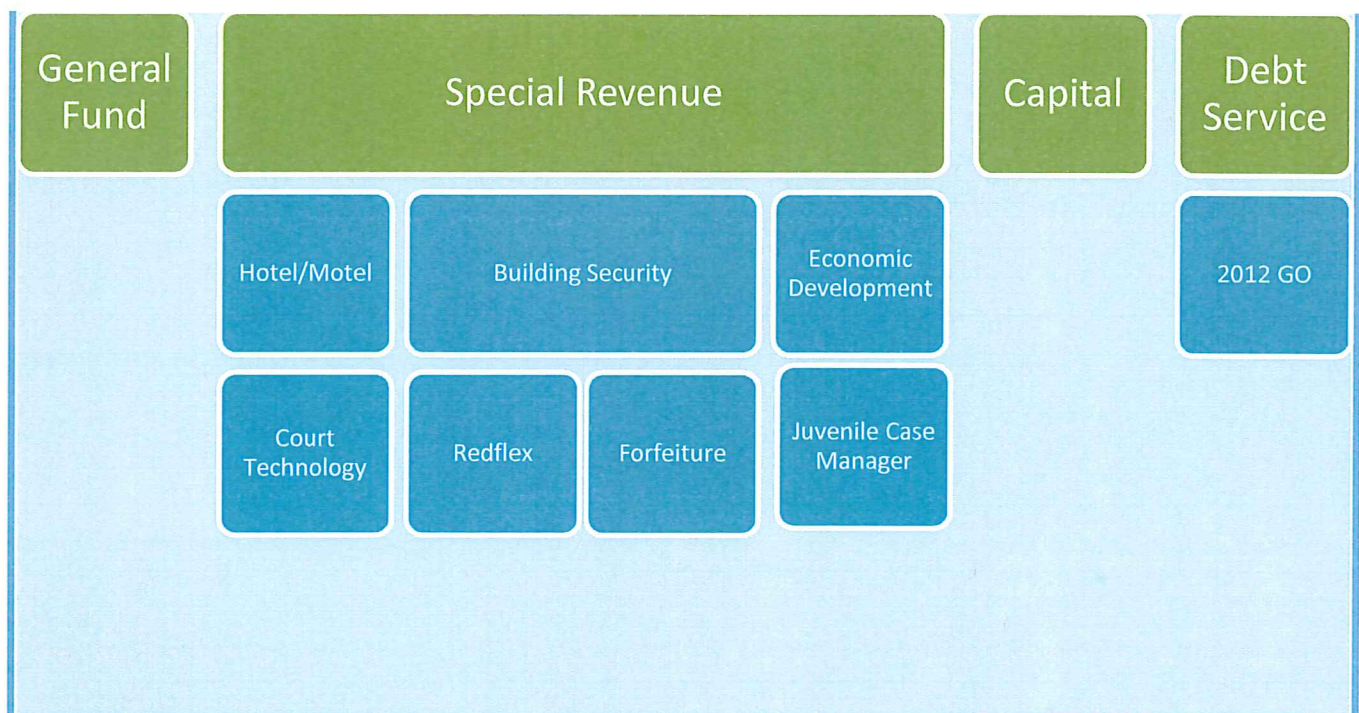 General
Fund
Special Revenue
Capital
Debt
Service
Hotel/Motel
Building Security
Economic
Development
2012 GO
Court
Technology
Redflex
Forfeiture
Juvenile Case
Manager